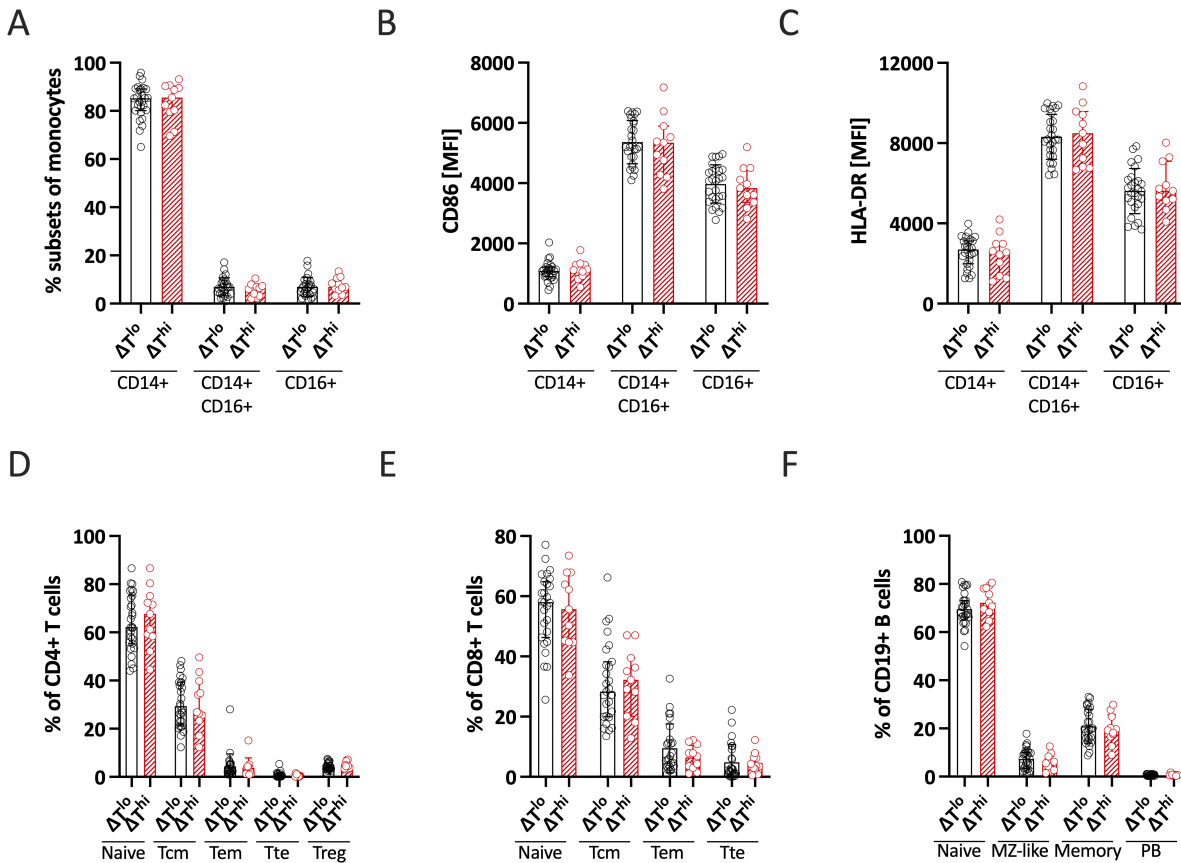 A
B
C
% subsets of monocytes
100
80
60
40
20
0
ΔTlo ΔThi ΔTlo ΔThi ΔTlo ΔThi
CD14+ CD14+ CD16+
CD16+
CD86 [MFI]
8000
6000
4000
2000
0
ΔTlo ΔThi ΔTlo ΔThi ΔTlo ΔThi
CD14+ CD14+ CD16+
CD16+
HLA-DR [MFI]
12000
8000
4000
0
ΔTlo ΔThi ΔTlo ΔThi ΔTlo ΔThi
CD14+ CD14+ CD16+
CD16+
D
E
F
% of CD4+ T cells
100
80
60
40
20
0
ΔTlo ΔThi ΔTlo ΔThi ΔTlo ΔThi ΔTlo ΔThi ΔTlo ΔThi
Naive Tcm Tem Tte Treg
% of CD8+ T cells
80
60
40
20
0
ΔTlo ΔThi ΔTlo ΔThi ΔTlo ΔThi ΔTlo ΔThi
Naive Tcm Tem Tte
% of CD19+ B cells
100
80
60
40
20
0
ΔTlo ΔThi ΔTlo ΔThi ΔTlo ΔThi ΔTlo ΔThi
Naive MZ-like Memory PB